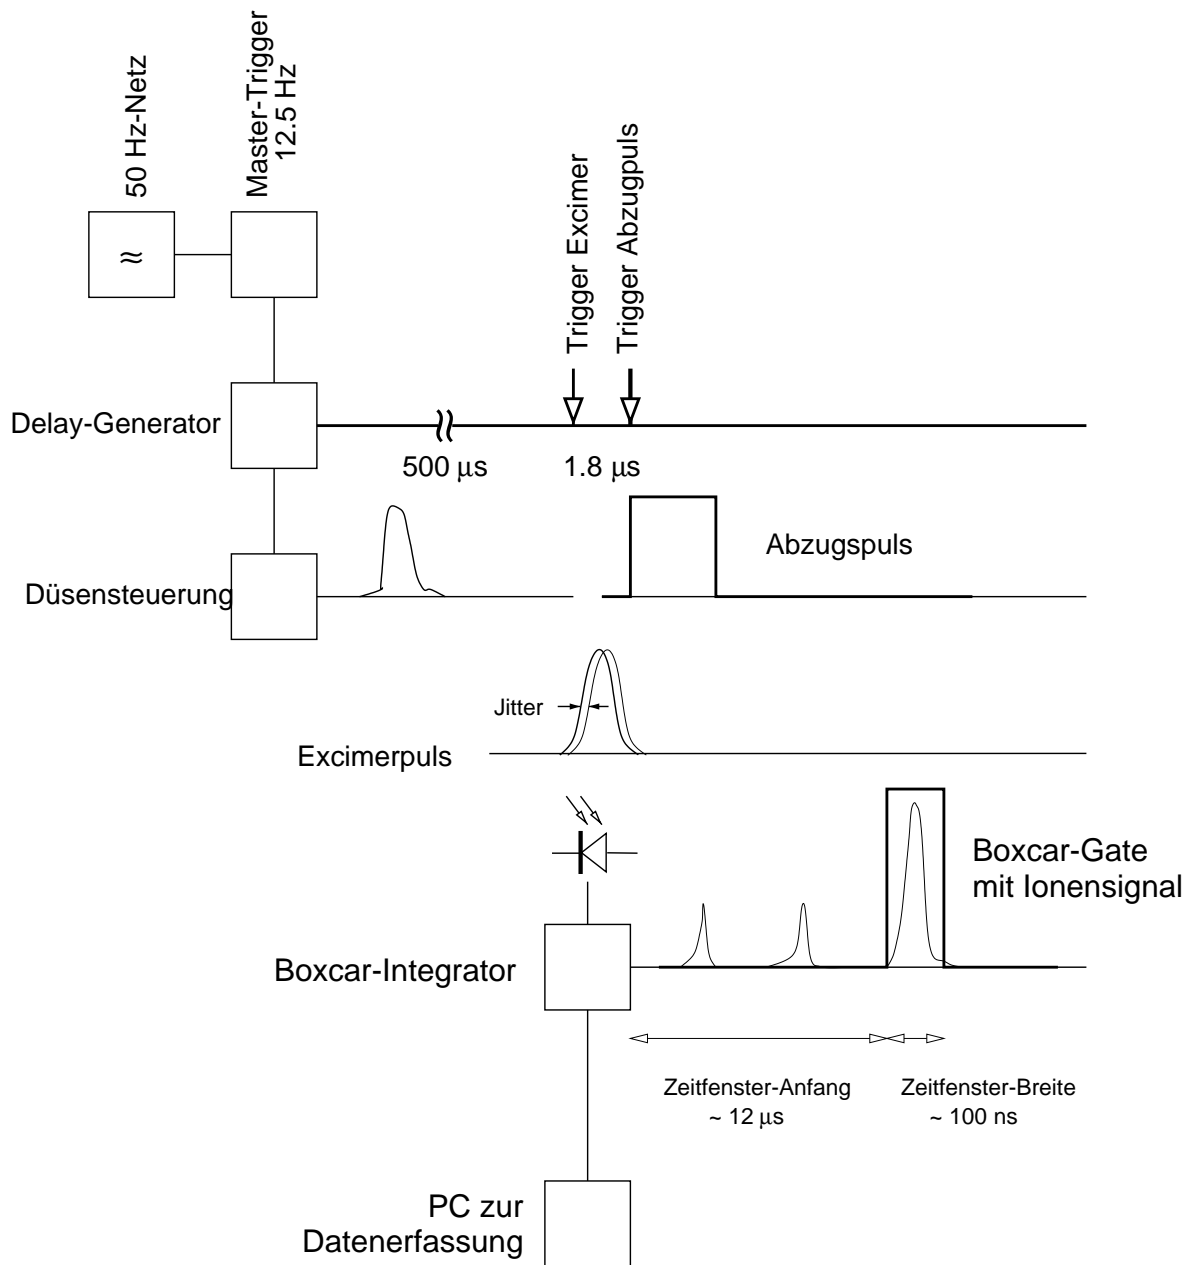 50 Hz-Netz
Master-Trigger
12.5 Hz
Trigger Excimer
Trigger Abzugpuls
≈
Delay-Generator
500 µs
1.8 µs
Abzugspuls
Düsensteuerung
Jitter
Excimerpuls
Boxcar-Gate
mit Ionensignal
Boxcar-Integrator
Zeitfenster-Anfang
~ 12 µs
Zeitfenster-Breite
~ 100 ns
PC zur
Datenerfassung